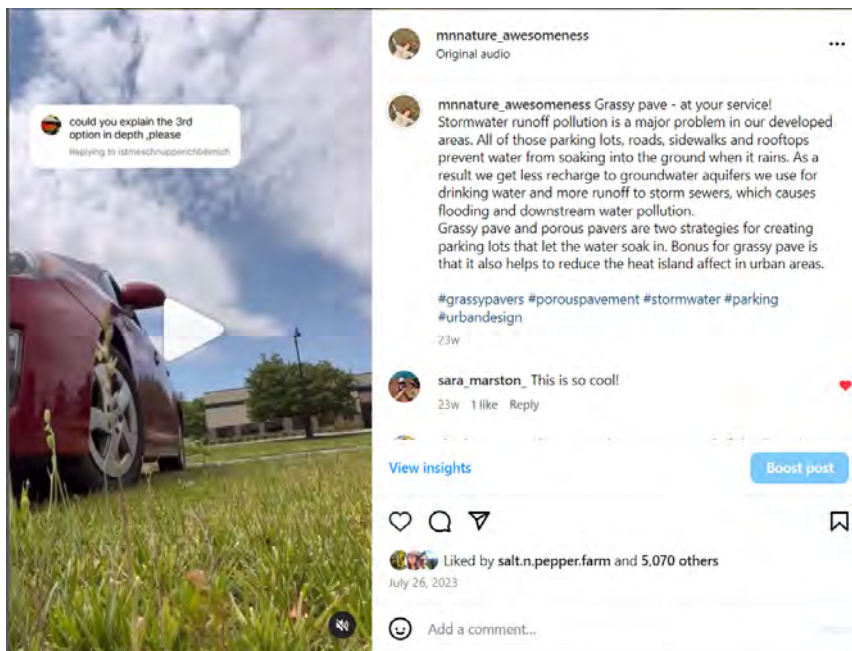 could you explain the 3rd
option in depth ,please
Replying to istmeschnupperichbeimich
mnnature_awesomeness
Original audio
mnnature_awesomeness Grassy pave - at your service!
Stormwater runoff pollution is a major problem in our developed
areas. All of those parking lots, roads, sidewalks and rooftops
prevent water from soaking into the ground when it rains. As a
result we get less recharge to groundwater aquifers we use for
drinking water and more runoff to storm sewers, which causes
flooding and downstream water pollution.
Grassy pave and porous pavers are two strategies for creating
parking lots that let the water soak in. Bonus for grassy pave is
that it also helps to reduce the heat island affect in urban areas.
#grassypavers #porouspavement #stormwater #parking
#urbandesign
23w
sara_marston_ This is so cool!
23w 1 like Reply
View insights
Boost post
Liked by salt.n.pepper.farm and 5,070 others
July 26, 2023
Add a comment...